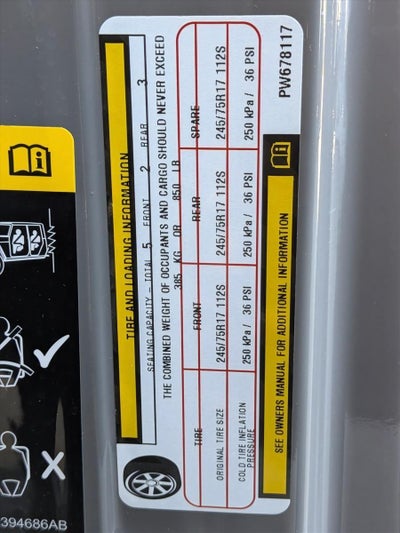 TIRE AND LOADING INFORMATION
SEATING CAPACITY - TOTAL 5 FRONT 2 REAR 3
THE COMBINED WEIGHT OF OCCUPANTS AND CARGO SHOULD NEVER EXCEED
385 KG OR 850 LB
TIRE FRONT REAR SPARE
ORIGINAL TIRE SIZE 245/75R17 112S 245/75R17 112S 245/75R17 112S
COLD TIRE INFLATION PRESSURE 250 kPa / 36 PSI 250 kPa / 36 PSI 250 kPa / 36 PSI
SEE OWNERS MANUAL FOR ADDITIONAL INFORMATION
PW678117
394686AB